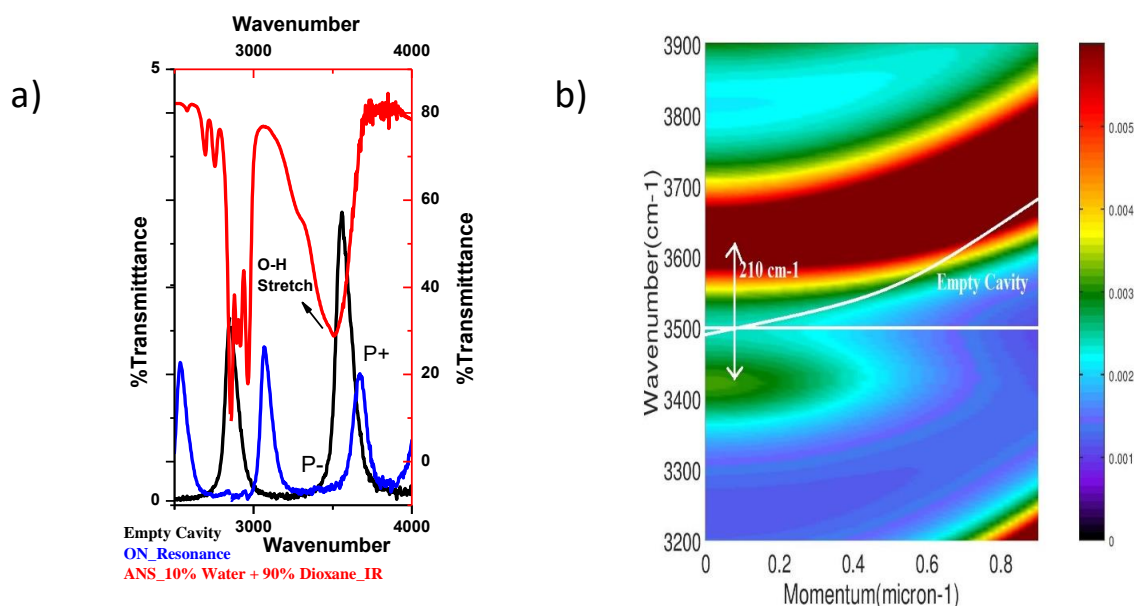 a)
Wavenumber
3000
4000
5
80
60
O-H
Stretch
40
P+
20
P-
0
0
%Transmitttance
%Transmittance
3000
4000
Wavenumber
Empty Cavity
ON_Resonance
ANS_10% Water + 90% Dioxane_IR
b)
3900
3800
3700
3600
3500
3400
3300
3200
Wavenumber(cm-1)
210 cm-1
Empty Cavity
0
0.2
0.4
0.6
0.8
Momentum(micron-1)
0.005
0.004
0.003
0.002
0.001
0